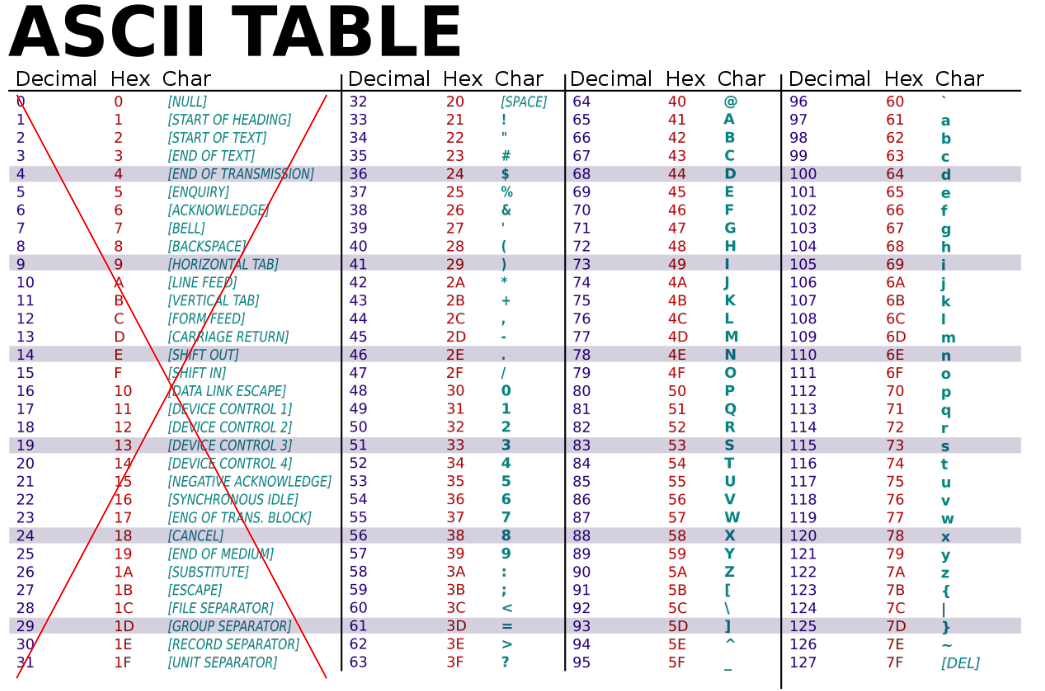 ASCII TABLE
Decimal Hex Char Decimal Hex Char Decimal Hex Char Decimal Hex Char
0 0 [NULL] 32 20 [SPACE] 64 40 @ 96 60 `
1 1 [START OF HEADING] 33 21 ! 65 41 A 97 61 a
2 2 [START OF TEXT] 34 22 " 66 42 B 98 62 b
3 3 [END OF TEXT] 35 23 # 67 43 C 99 63 c
4 4 [END OF TRANSMISSION] 36 24 $ 68 44 D 100 64 d
5 5 [ENQUIRY] 37 25 % 69 45 E 101 65 e
6 6 [ACKNOWLEDGE] 38 26 & 70 46 F 102 66 f
7 7 [BELL] 39 27 ' 71 47 G 103 67 g
8 8 [BACKSPACE] 40 28 ( 72 48 H 104 68 h
9 9 [HORIZONTAL TAB] 41 29 ) 73 49 I 105 69 i
10 A [LINE FEED] 42 2A * 74 4A J 106 6A j
11 B [VERTICAL TAB] 43 2B + 75 4B K 107 6B k
12 C [FORM FEED] 44 2C , 76 4C L 108 6C l
13 D [CARRIAGE RETURN] 45 2D - 77 4D M 109 6D m
14 E [SHIFT OUT] 46 2E . 78 4E N 110 6E n
15 F [SHIFT IN] 47 2F / 79 4F O 111 6F o
16 10 [DATA LINK ESCAPE] 48 30 0 80 50 P 112 70 p
17 11 [DEVICE CONTROL 1] 49 31 1 81 51 Q 113 71 q
18 12 [DEVICE CONTROL 2] 50 32 2 82 52 R 114 72 r
19 13 [DEVICE CONTROL 3] 51 33 3 83 53 S 115 73 s
20 14 [DEVICE CONTROL 4] 52 34 4 84 54 T 116 74 t
21 15 [NEGATIVE ACKNOWLEDGE] 53 35 5 85 55 U 117 75 u
22 16 [SYNCHRONOUS IDLE] 54 36 6 86 56 V 118 76 v
23 17 [ENG OF TRANS. BLOCK] 55 37 7 87 57 W 119 77 w
24 18 [CANCEL] 56 38 8 88 58 X 120 78 x
25 19 [END OF MEDIUM] 57 39 9 89 59 Y 121 79 y
26 1A [SUBSTITUTE] 58 3A : 90 5A Z 122 7A z
27 1B [ESCAPE] 59 3B ; 91 5B [ 123 7B {
28 1C [FILE SEPARATOR] 60 3C < 92 5C \ 124 7C |
29 1D [GROUP SEPARATOR] 61 3D = 93 5D ] 125 7D }
30 1E [RECORD SEPARATOR] 62 3E > 94 5E ^ 126 7E ~
31 1F [UNIT SEPARATOR] 63 3F ? 95 5F _ 127 7F [DEL]